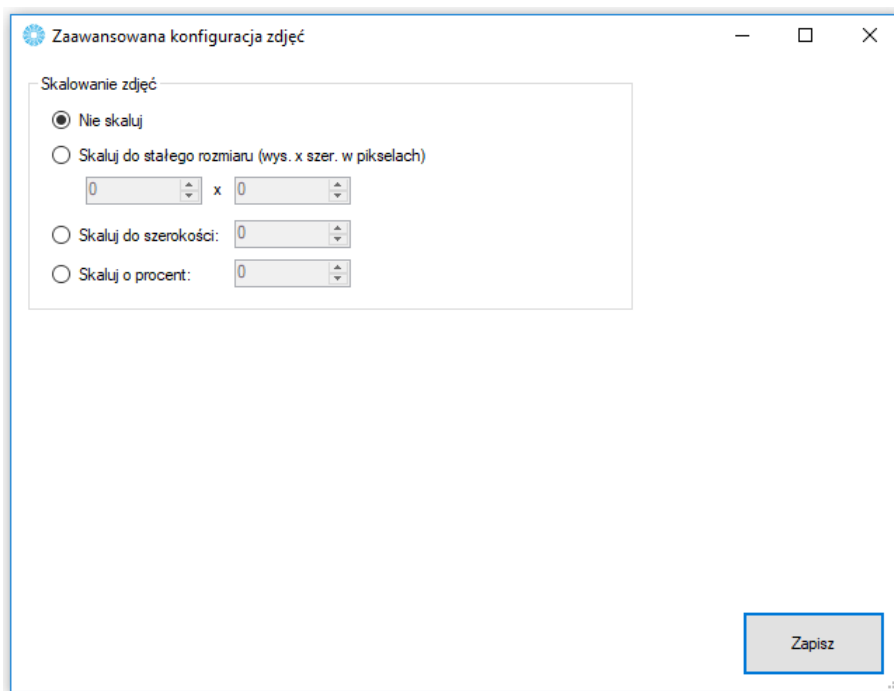 Zaawansowana konfiguracja zdjęć
Skalowanie zdjęć
Nie skaluj
Skaluj do stałego rozmiaru (wys. x szer. w pikselach)
0 x 0
Skaluj do szerokości: 0
Skaluj o procent: 0
Zapisz